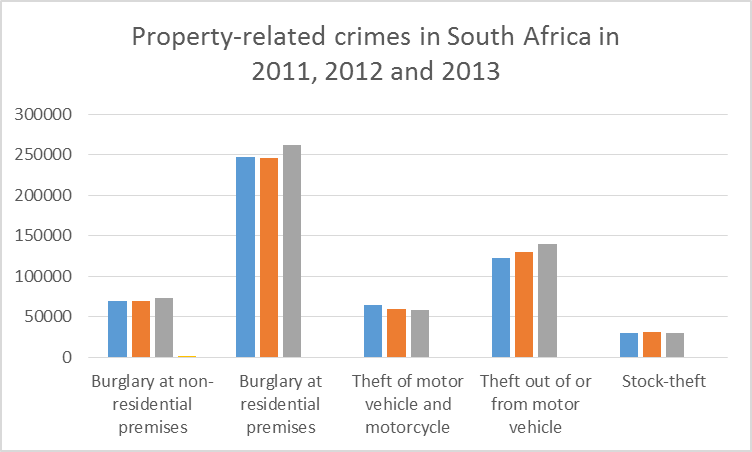 Property-related crimes in South Africa in
2011, 2012 and 2013
300000
250000
200000
150000
100000
50000
0
Burglary at non-
residential
premises
Burglary at
residential
premises
Theft of motor
vehicle and
motorcycle
Theft out of or
from motor
vehicle
Stock-theft